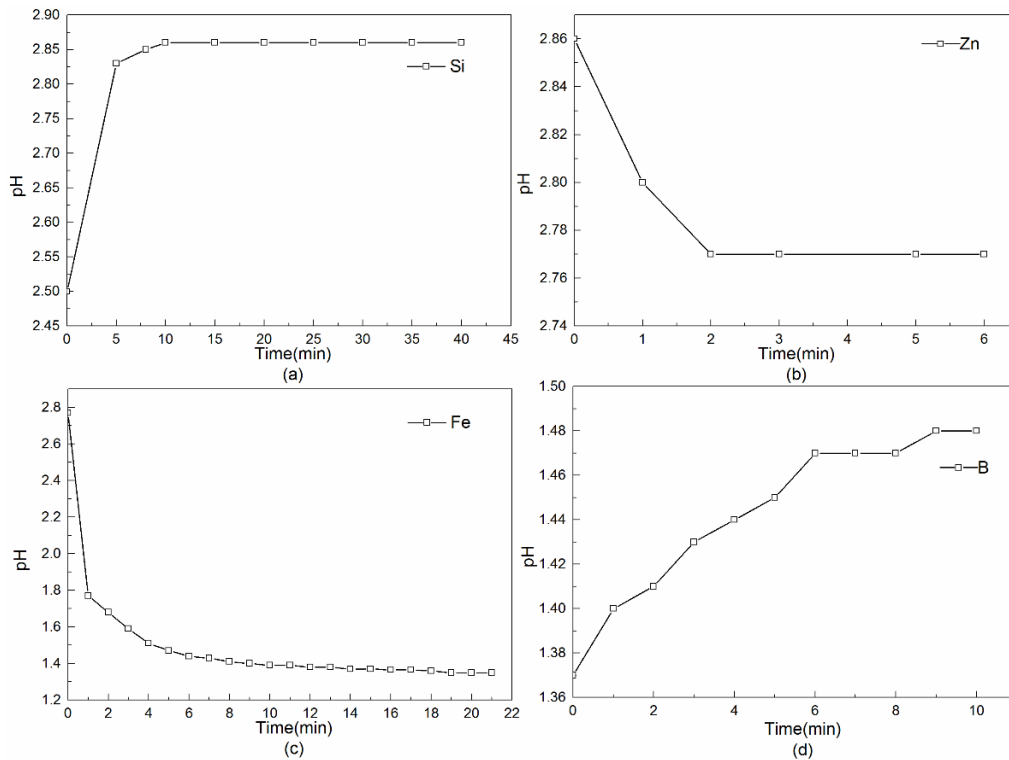 2.90
2.85
2.80
2.75
2.70
2.65
2.60
2.55
2.50
2.45
pH
Si
0 5 10 15 20 25 30 35 40 45
Time(min)
(a)
2.86
2.84
2.82
2.80
2.78
2.76
2.74
pH
Zn
0 1 2 3 4 5 6
Time(min)
(b)
2.8
2.6
2.4
2.2
2.0
1.8
1.6
1.4
1.2
pH
Fe
0 2 4 6 8 10 12 14 16 18 20 22
Time(min)
(c)
1.50
1.48
1.46
1.44
1.42
1.40
1.38
1.36
pH
B
0 2 4 6 8 10
Time(min)
(d)